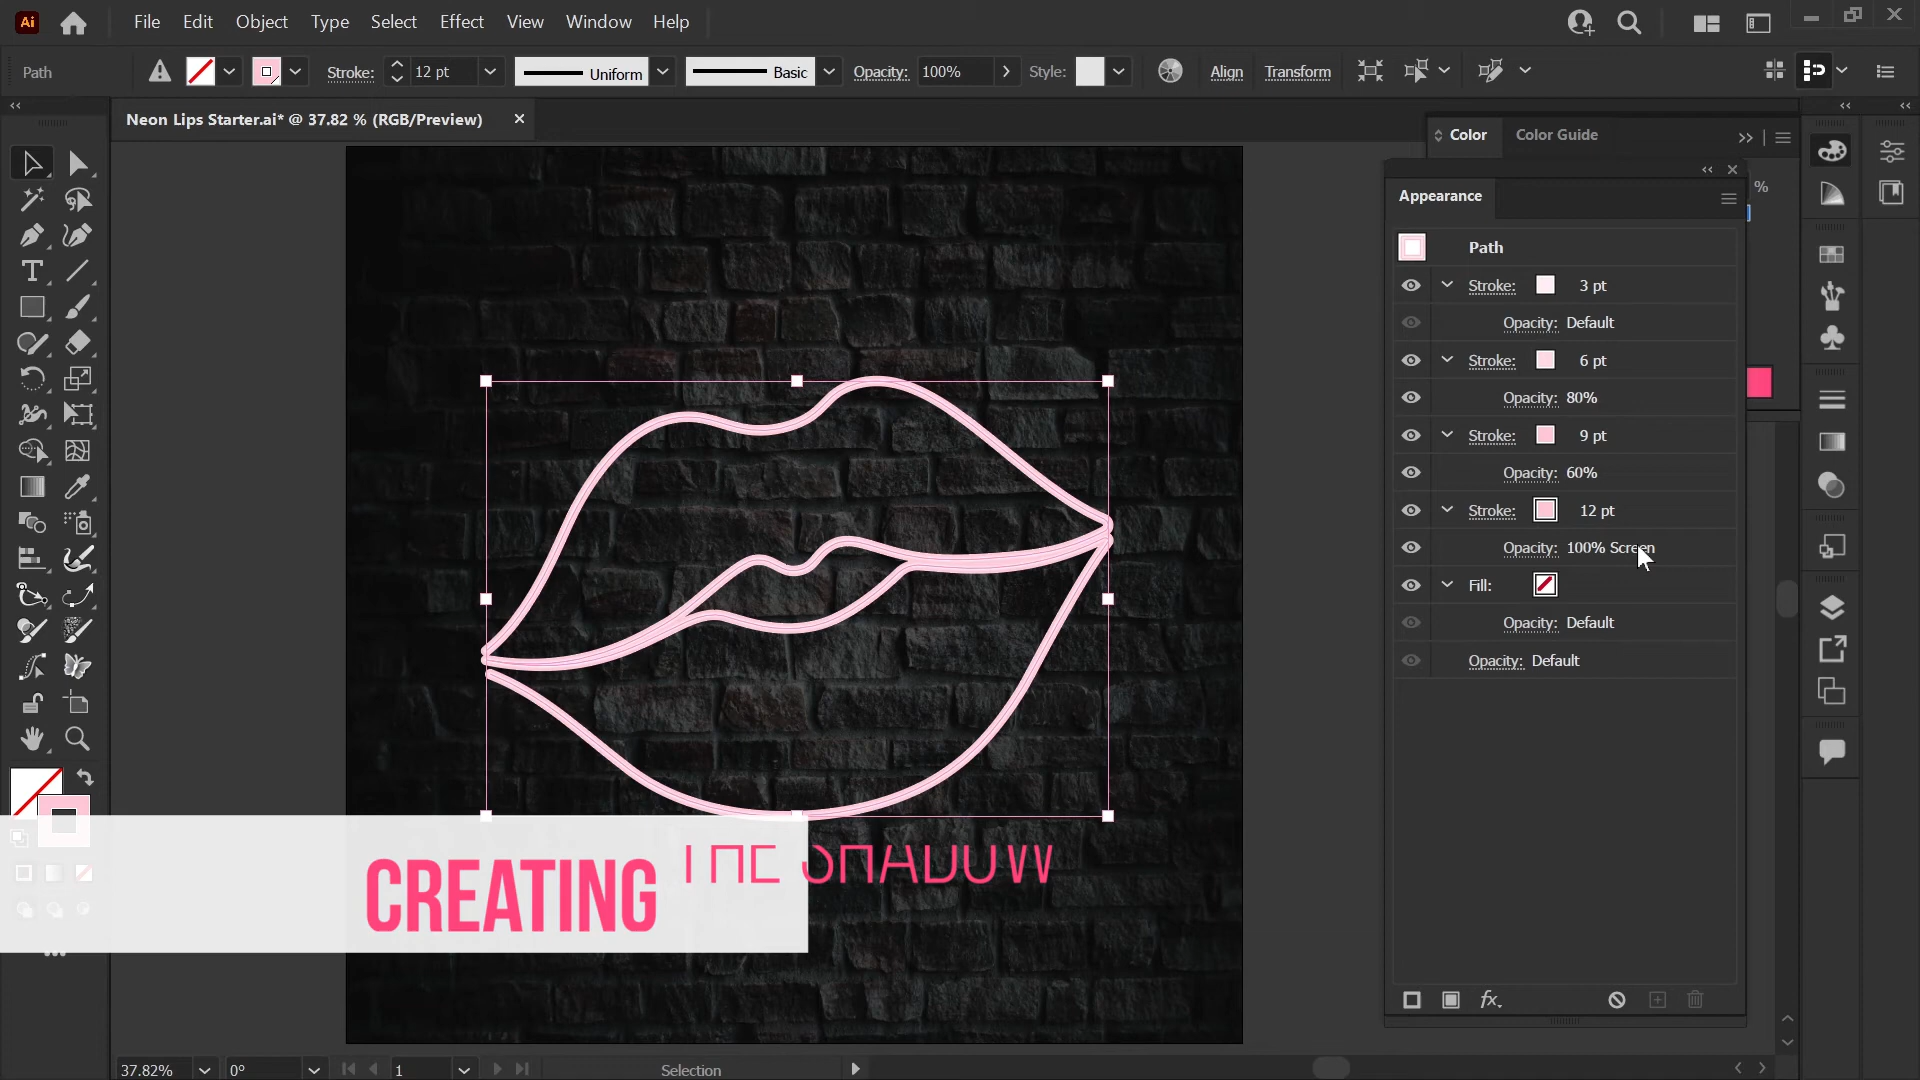 Ai File Edit Object Type Select Effect View Window Help
Path Stroke: 12 pt Uniform Basic Opacity: 100% Style: Align Transform
Neon Lips Starter.ai* @ 37.82 % (RGB/Preview)
Color Color Guide
%
Appearance
Path
Stroke: 3 pt
Opacity: Default
Stroke: 6 pt
Opacity: 80%
Stroke: 9 pt
Opacity: 60%
Stroke: 12 pt
Opacity: 100% Screen
Fill:
Opacity: Default
Opacity: Default
CREATING THE SHADOW
fx
37.82% 0° 1 Selection